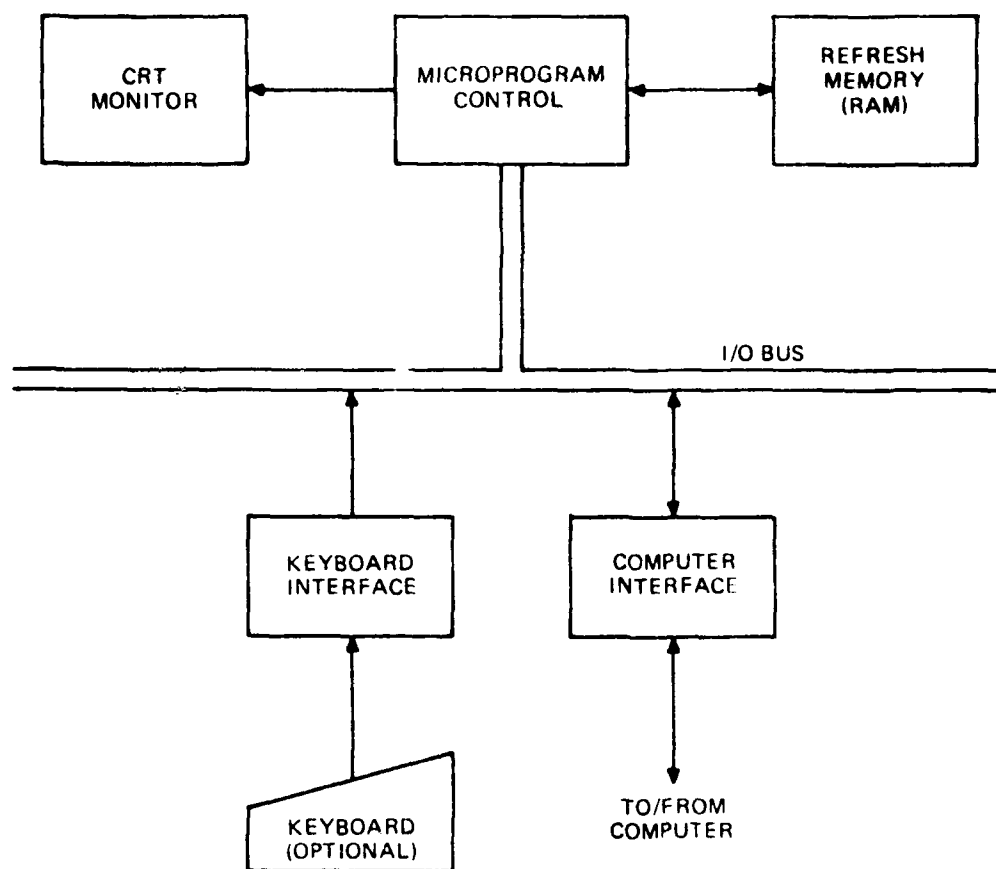 CRT
MONITOR
MICROPROGRAM
CONTROL
REFRESH
MEMORY
(RAM)
I/O BUS
KEYBOARD
INTERFACE
COMPUTER
INTERFACE
KEYBOARD
(OPTIONAL)
TO/FROM
COMPUTER